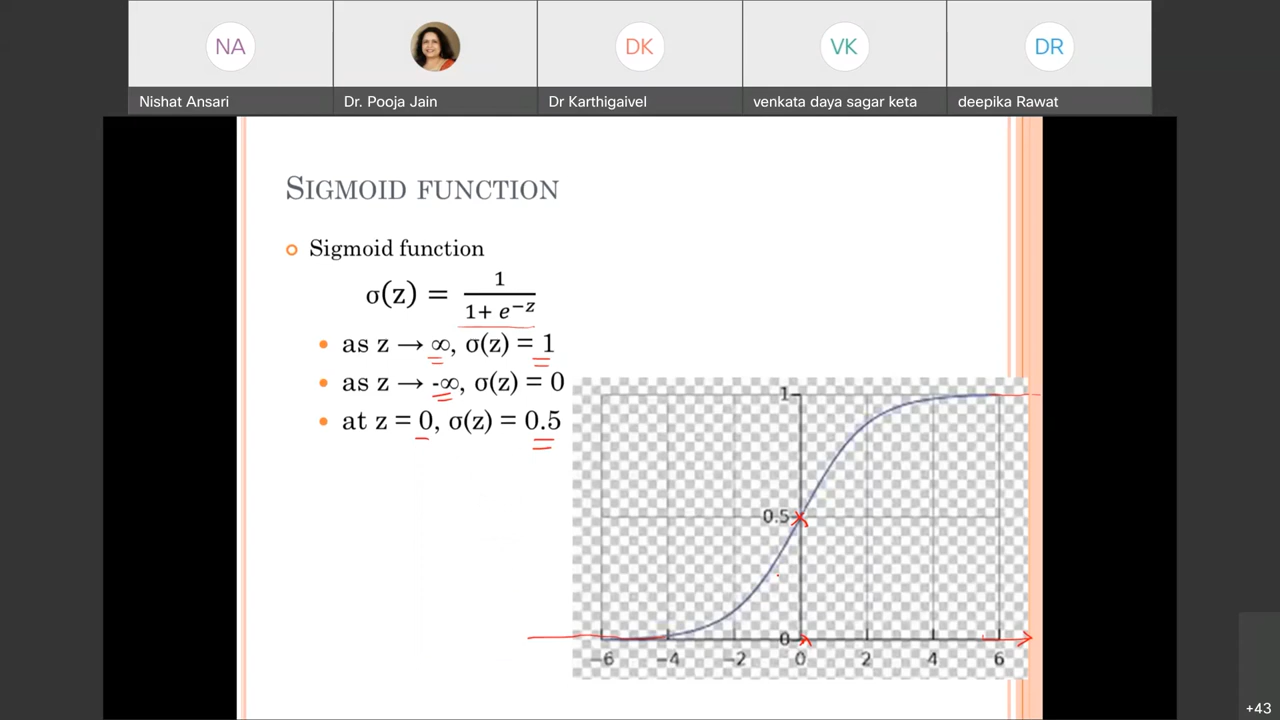 NA DK VK DR
Nishat Ansari Dr. Pooja Jain Dr Karthigaivel venkata daya sagar keta deepika Rawat
SIGMOID FUNCTION
Sigmoid function
σ(z) = 1 / (1+ e^−z)
• as z → ∞, σ(z) = 1
• as z → -∞, σ(z) = 0
• at z = 0, σ(z) = 0.5
1
0.5
0
−6 −4 −2 0 2 4 6
+43